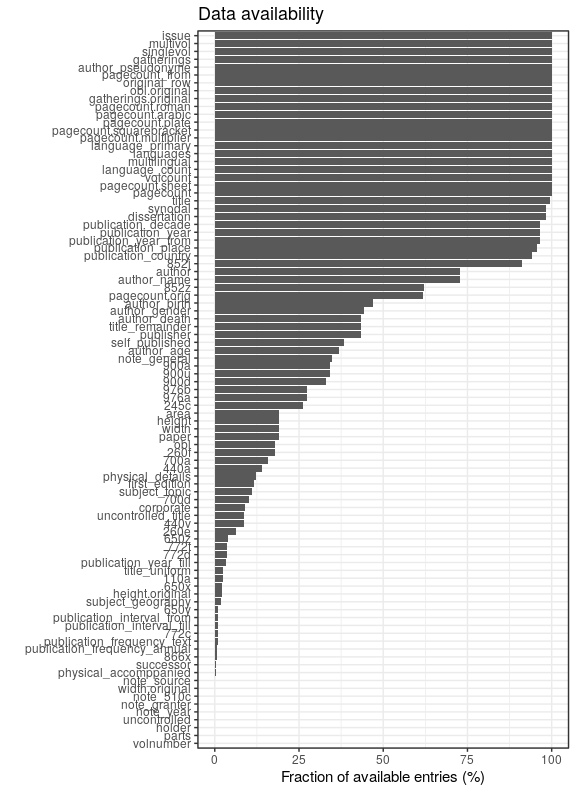 Data availability
issue
multivol
singlevol
gatherings
author_pseudonyme
pagecount_from
original_row
obl.original
gatherings.original
pagecount.roman
pagecount.arabic
pagecount.plate
pagecount.squarebracket
pagecount.multiplier
language_primary
languages
multilingual
language_count
volcount
pagecount.sheet
pagecount
title
synodal
dissertation
publication_decade
publication_year
publication_year_from
publication_place
publication_country
852j
author
author_name
852z
pagecount.orig
author_birth
author_gender
author_death
title_remainder
publisher
self_published
author_age
note_general
900a
900u
900d
976b
976a
245c
area
height
width
paper
obl
260f
700a
440a
physical_details
first_edition
subject_topic
700d
corporate
uncontrolled_title
440v
260e
650z
772t
772d
publication_year_till
title_uniform
110a
650x
height.original
subject_geography
650y
publication_interval_from
publication_interval_till
772c
publication_frequency_text
publication_frequency_annual
866x
successor
physical_accomppanied
note_source
width.original
note_510c
note_granter
note_year
uncontrolled
holder
parts
volnumber
0 25 50 75 100
Fraction of available entries (%)